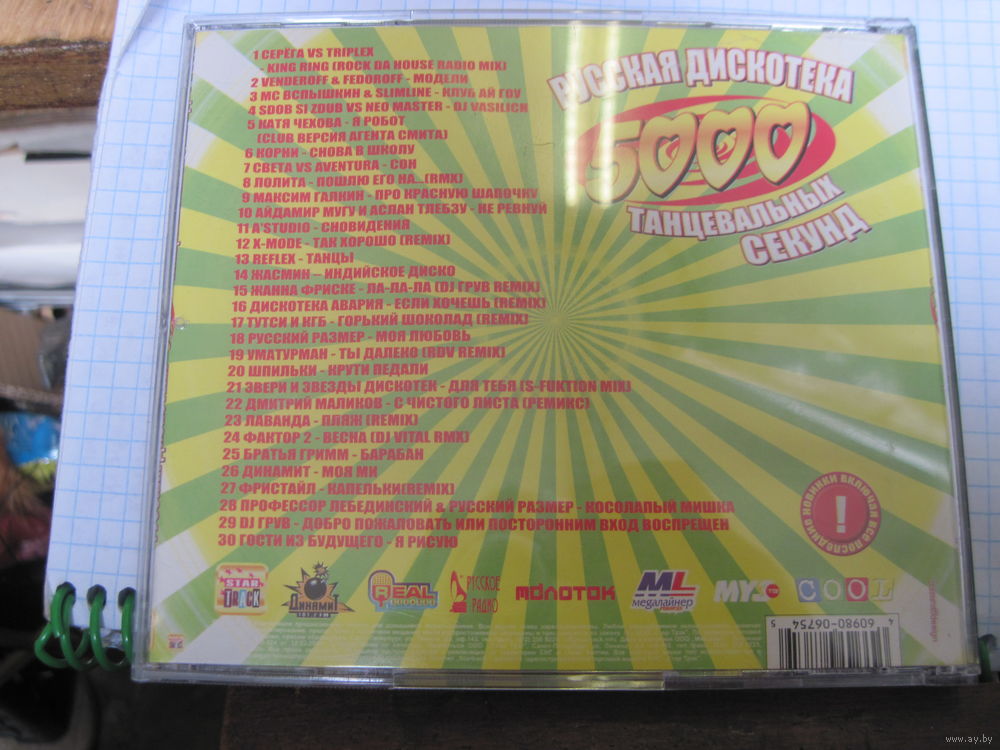 1 СЕРЁГА VS TRIPLEX
- KING RING (ROCK DA HOUSE RADIO MIX)
2 VENDEROFF & FEDOROFF - МОДЕЛИ
3 МС ВСПЫШКИН & SLIMLINE - КЛУБ АЙ ГОУ
4 SDOB SI ZDUB VS NEO MASTER - DJ VASILICA
5 КАТЯ ЧЕХОВА - Я РОБОТ
(CLUB ВЕРСИЯ АГЕНТА СМИТА)
6 КОРНИ - СНОВА В ШКОЛУ
7 СВЕТА VS AVENTURA - СОН
8 ЛОЛИТА - ПОШЛЮ ЕГО НА...(RMX)
9 МАКСИМ ГАЛКИН - ПРО КРАСНУЮ ШАПОЧКУ
10 АЙДАМИР МУГУ И АСЛАН ТЛЕБЗУ - НЕ РЕВНУЙ
11 A'STUDIO - СНОВИДЕНИЯ
12 X-MODE - ТАК ХОРОШО (REMIX)
13 REFLEX - ТАНЦЫ
14 ЖАСМИН – ИНДИЙСКОЕ ДИСКО
15 ЖАННА ФРИСКЕ - ЛА-ЛА-ЛА (DJ ГРУВ REMIX)
16 ДИСКОТЕКА АВАРИЯ - ЕСЛИ ХОЧЕШЬ (REMIX)
17 ТУТСИ И КГБ - ГОРЬКИЙ ШОКОЛАД (REMIX)
18 РУССКИЙ РАЗМЕР - МОЯ ЛЮБОВЬ
19 УМАТУРМАН - ТЫ ДАЛЕКО (RDV REMIX)
20 ШПИЛЬКИ - КРУТИ ПЕДАЛИ
21 ЗВЕРИ И ЗВЕЗДЫ ДИСКОТЕК - ДЛЯ ТЕБЯ (S-FUKTION MIX)
22 ДМИТРИЙ МАЛИКОВ - С ЧИСТОГО ЛИСТА (РЕМИКС)
23 ЛАВАНДА - ПЛЯЖ (REMIX)
24 ФАКТОР 2 - ВЕСНА (DJ VITAL RMX)
25 БРАТЬЯ ГРИММ - БАРАБАН
26 ДИНАМИТ - МОЯ МИ
27 ФРИСТАЙЛ - КАПЕЛЬКИ(REMIX)
28 ПРОФЕССОР ЛЕБЕДИНСКИЙ & РУССКИЙ РАЗМЕР - КОСОЛАПЫЙ МИШКА
29 DJ ГРУВ - ДОБРО ПОЖАЛОВАТЬ ИЛИ ПОСТОРОННИМ ВХОД ВОСПРЕЩЕН
30 ГОСТИ ИЗ БУДУЩЕГО - Я РИСУЮ
РУССКАЯ ДИСКОТЕКА
5000
ТАНЦЕВАЛЬНЫХ
СЕКУНД
ВКЛЮЧАЯ ВСЕ ПОСЛЕДНИЕ НОВИНКИ
!
STAR TRACK
ДИНАМИТ
REAL
РУССКОЕ РАДИО
МОЛОТОК
ML
МЕГАЛАЙНЕР
MUS
COOL
4 60980 06754 5
www.ay.by